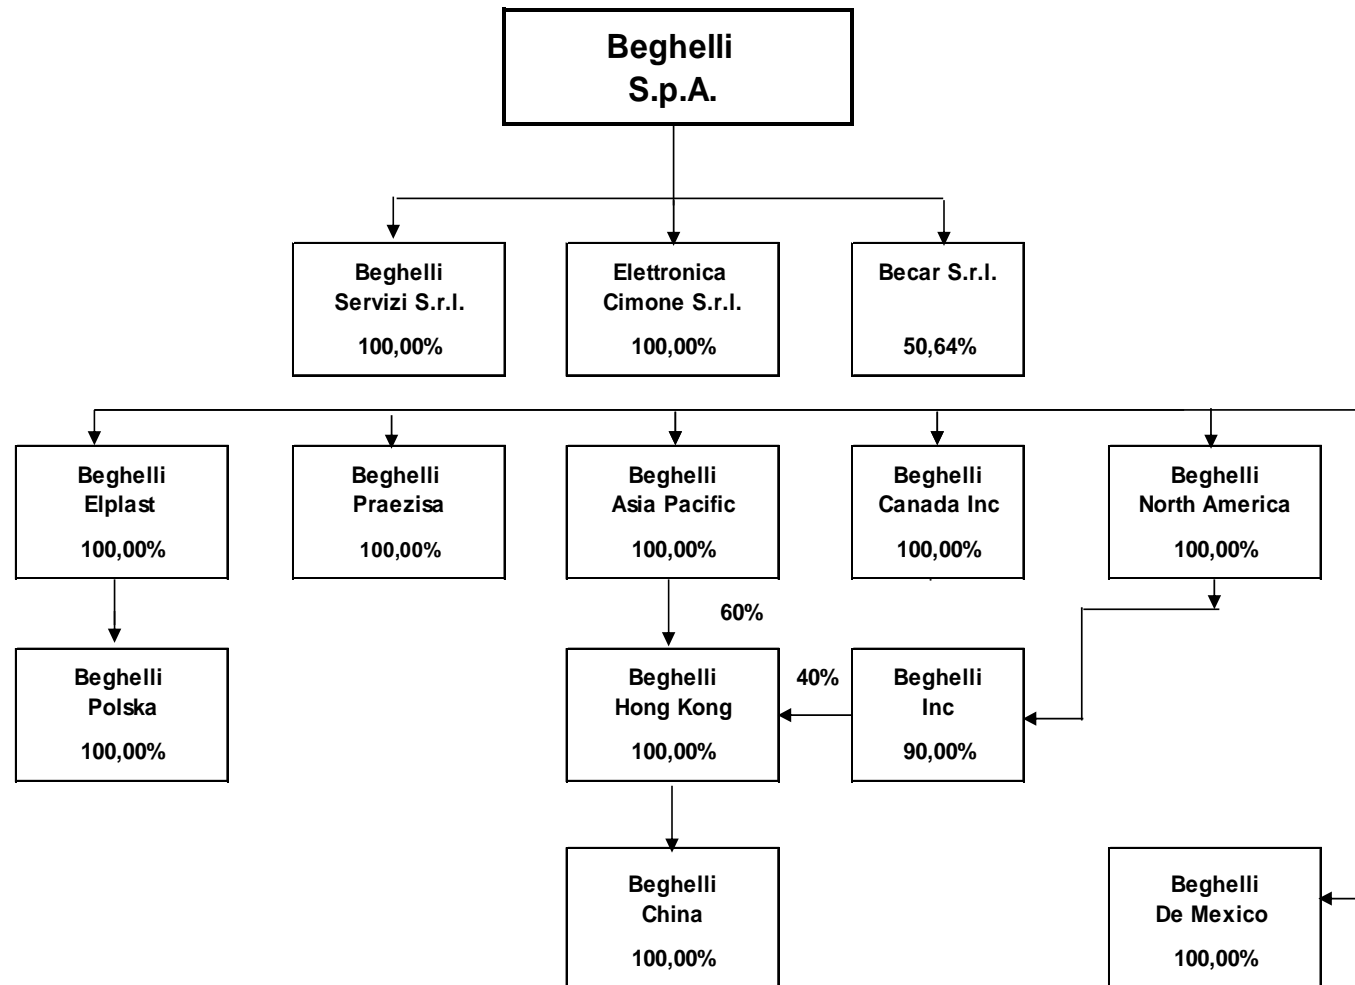 Beghelli
S.p.A.
Beghelli
Servizi S.r.l.
100,00%
Elettronica
Cimone S.r.l.
100,00%
Becar S.r.l.
50,64%
Beghelli
Elplast
100,00%
Beghelli
Praezisa
100,00%
Beghelli
Asia Pacific
100,00%
Beghelli
Canada Inc
100,00%
Beghelli
North America
100,00%
60%
Beghelli
Polska
100,00%
Beghelli
Hong Kong
100,00%
40%
Beghelli
Inc
90,00%
Beghelli
China
100,00%
Beghelli
De Mexico
100,00%